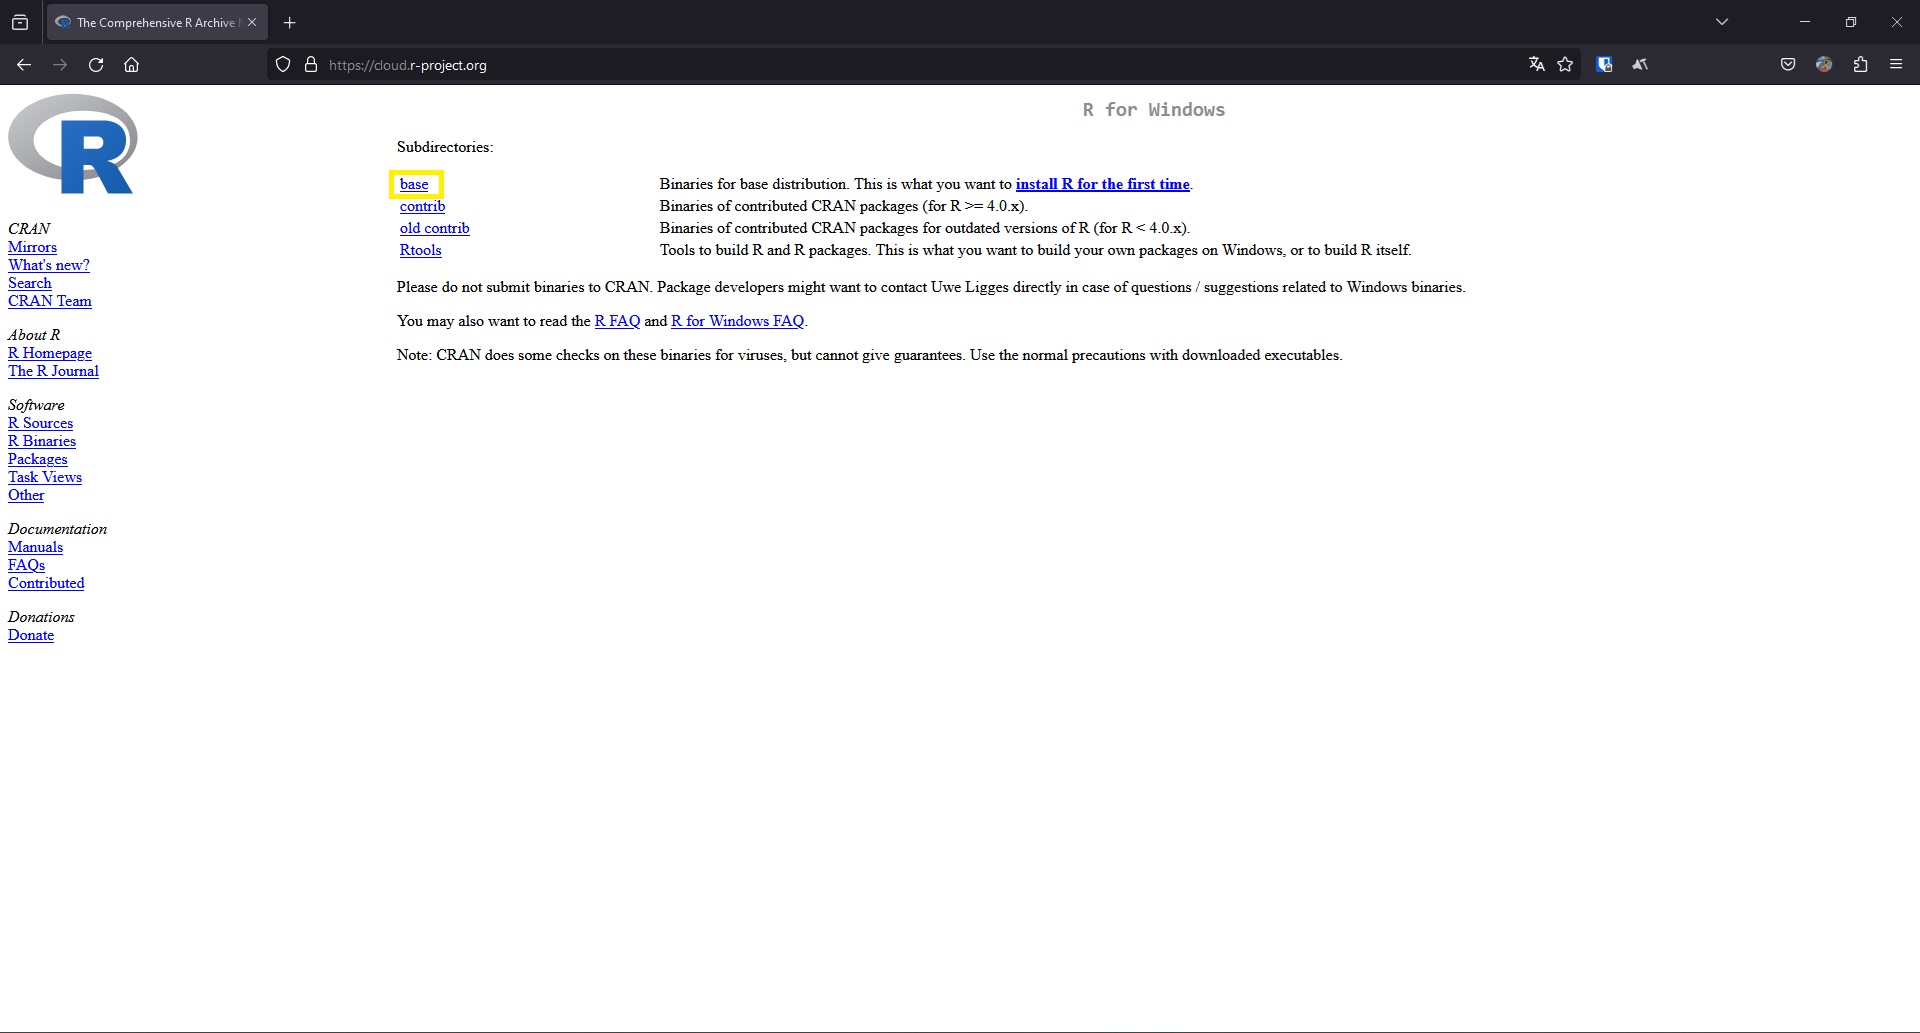 The Comprehensive R Archive
https://cloud.r-project.org
R
R for Windows
Subdirectories:
base Binaries for base distribution. This is what you want to install R for the first time.
contrib Binaries of contributed CRAN packages (for R >= 4.0.x).
old contrib Binaries of contributed CRAN packages for outdated versions of R (for R < 4.0.x).
Rtools Tools to build R and R packages. This is what you want to build your own packages on Windows, or to build R itself.
Please do not submit binaries to CRAN. Package developers might want to contact Uwe Ligges directly in case of questions / suggestions related to Windows binaries.
You may also want to read the R FAQ and R for Windows FAQ.
Note: CRAN does some checks on these binaries for viruses, but cannot give guarantees. Use the normal precautions with downloaded executables.
CRAN
Mirrors
What's new?
Search
CRAN Team
About R
R Homepage
The R Journal
Software
R Sources
R Binaries
Packages
Task Views
Other
Documentation
Manuals
FAQs
Contributed
Donations
Donate